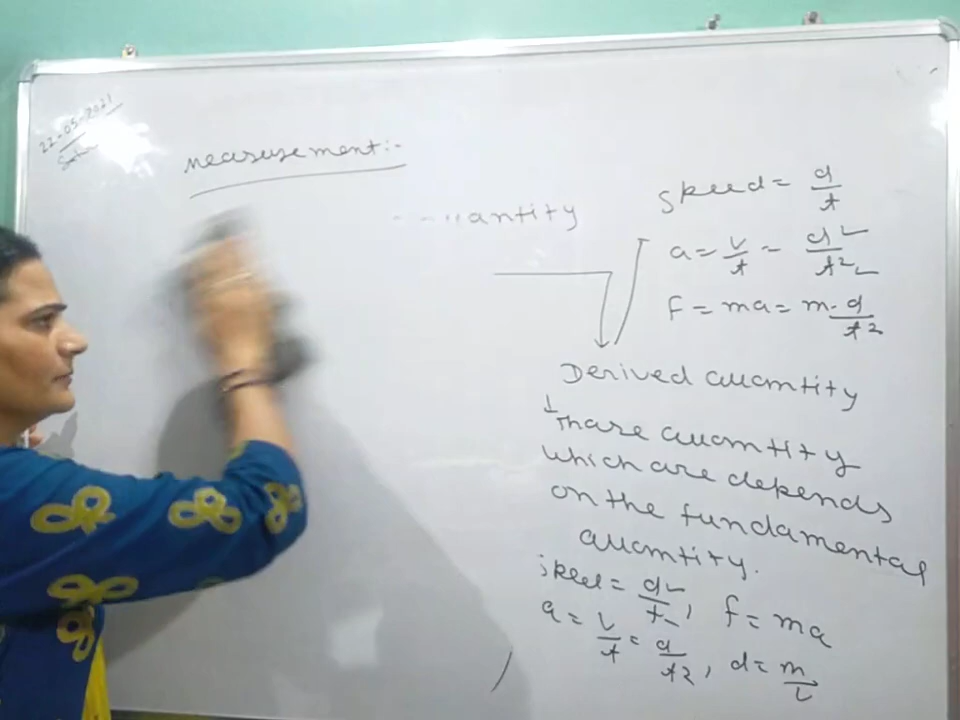 22-05-2021
measurement:-
antity
speed = d/t
a = v/t = d/t²
F = ma = m.d/t²
Derived quantity
↓ Those quantity
which are depends
on the fundamental
quantity.
speed = d/t, f = ma
a = v/t = d/t², d = m/v